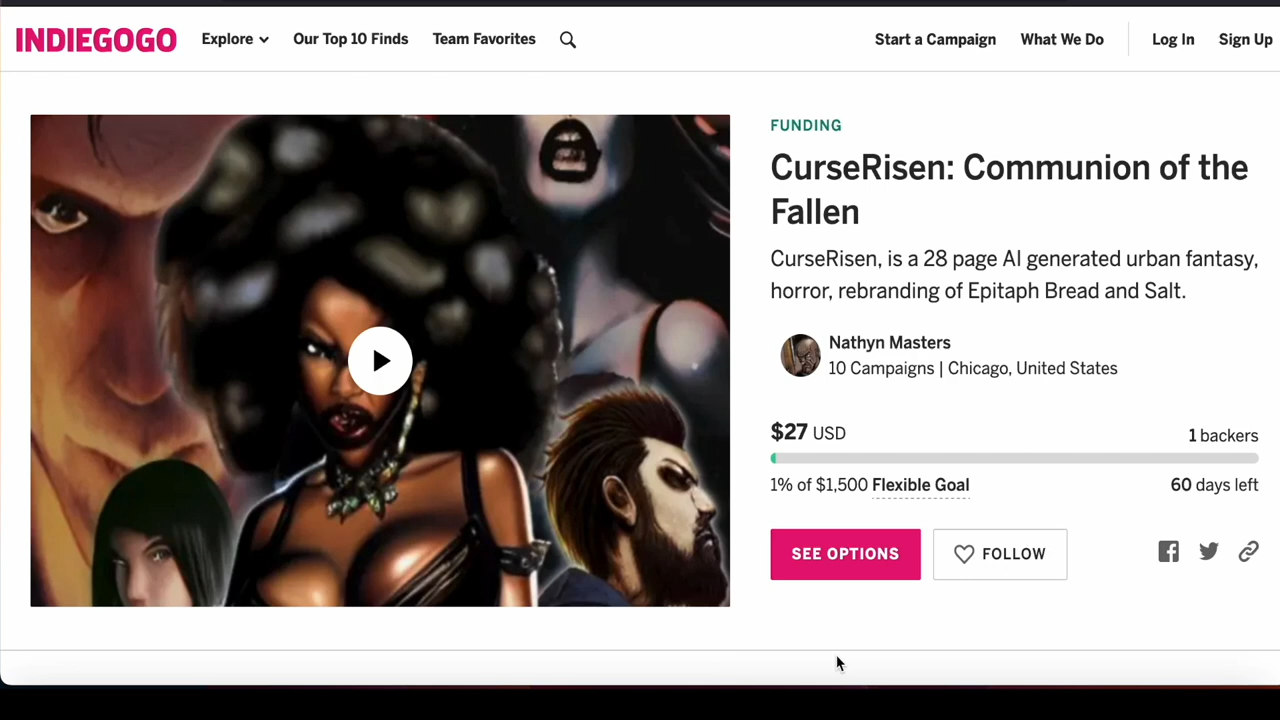 INDIEGOGO Explore Our Top 10 Finds Team Favorites Start a Campaign What We Do Log In Sign Up
FUNDING
CurseRisen: Communion of the
Fallen
CurseRisen, is a 28 page AI generated urban fantasy,
horror, rebranding of Epitaph Bread and Salt.
Nathyn Masters
10 Campaigns | Chicago, United States
$27 USD 1 backers
1% of $1,500 Flexible Goal 60 days left
SEE OPTIONS FOLLOW